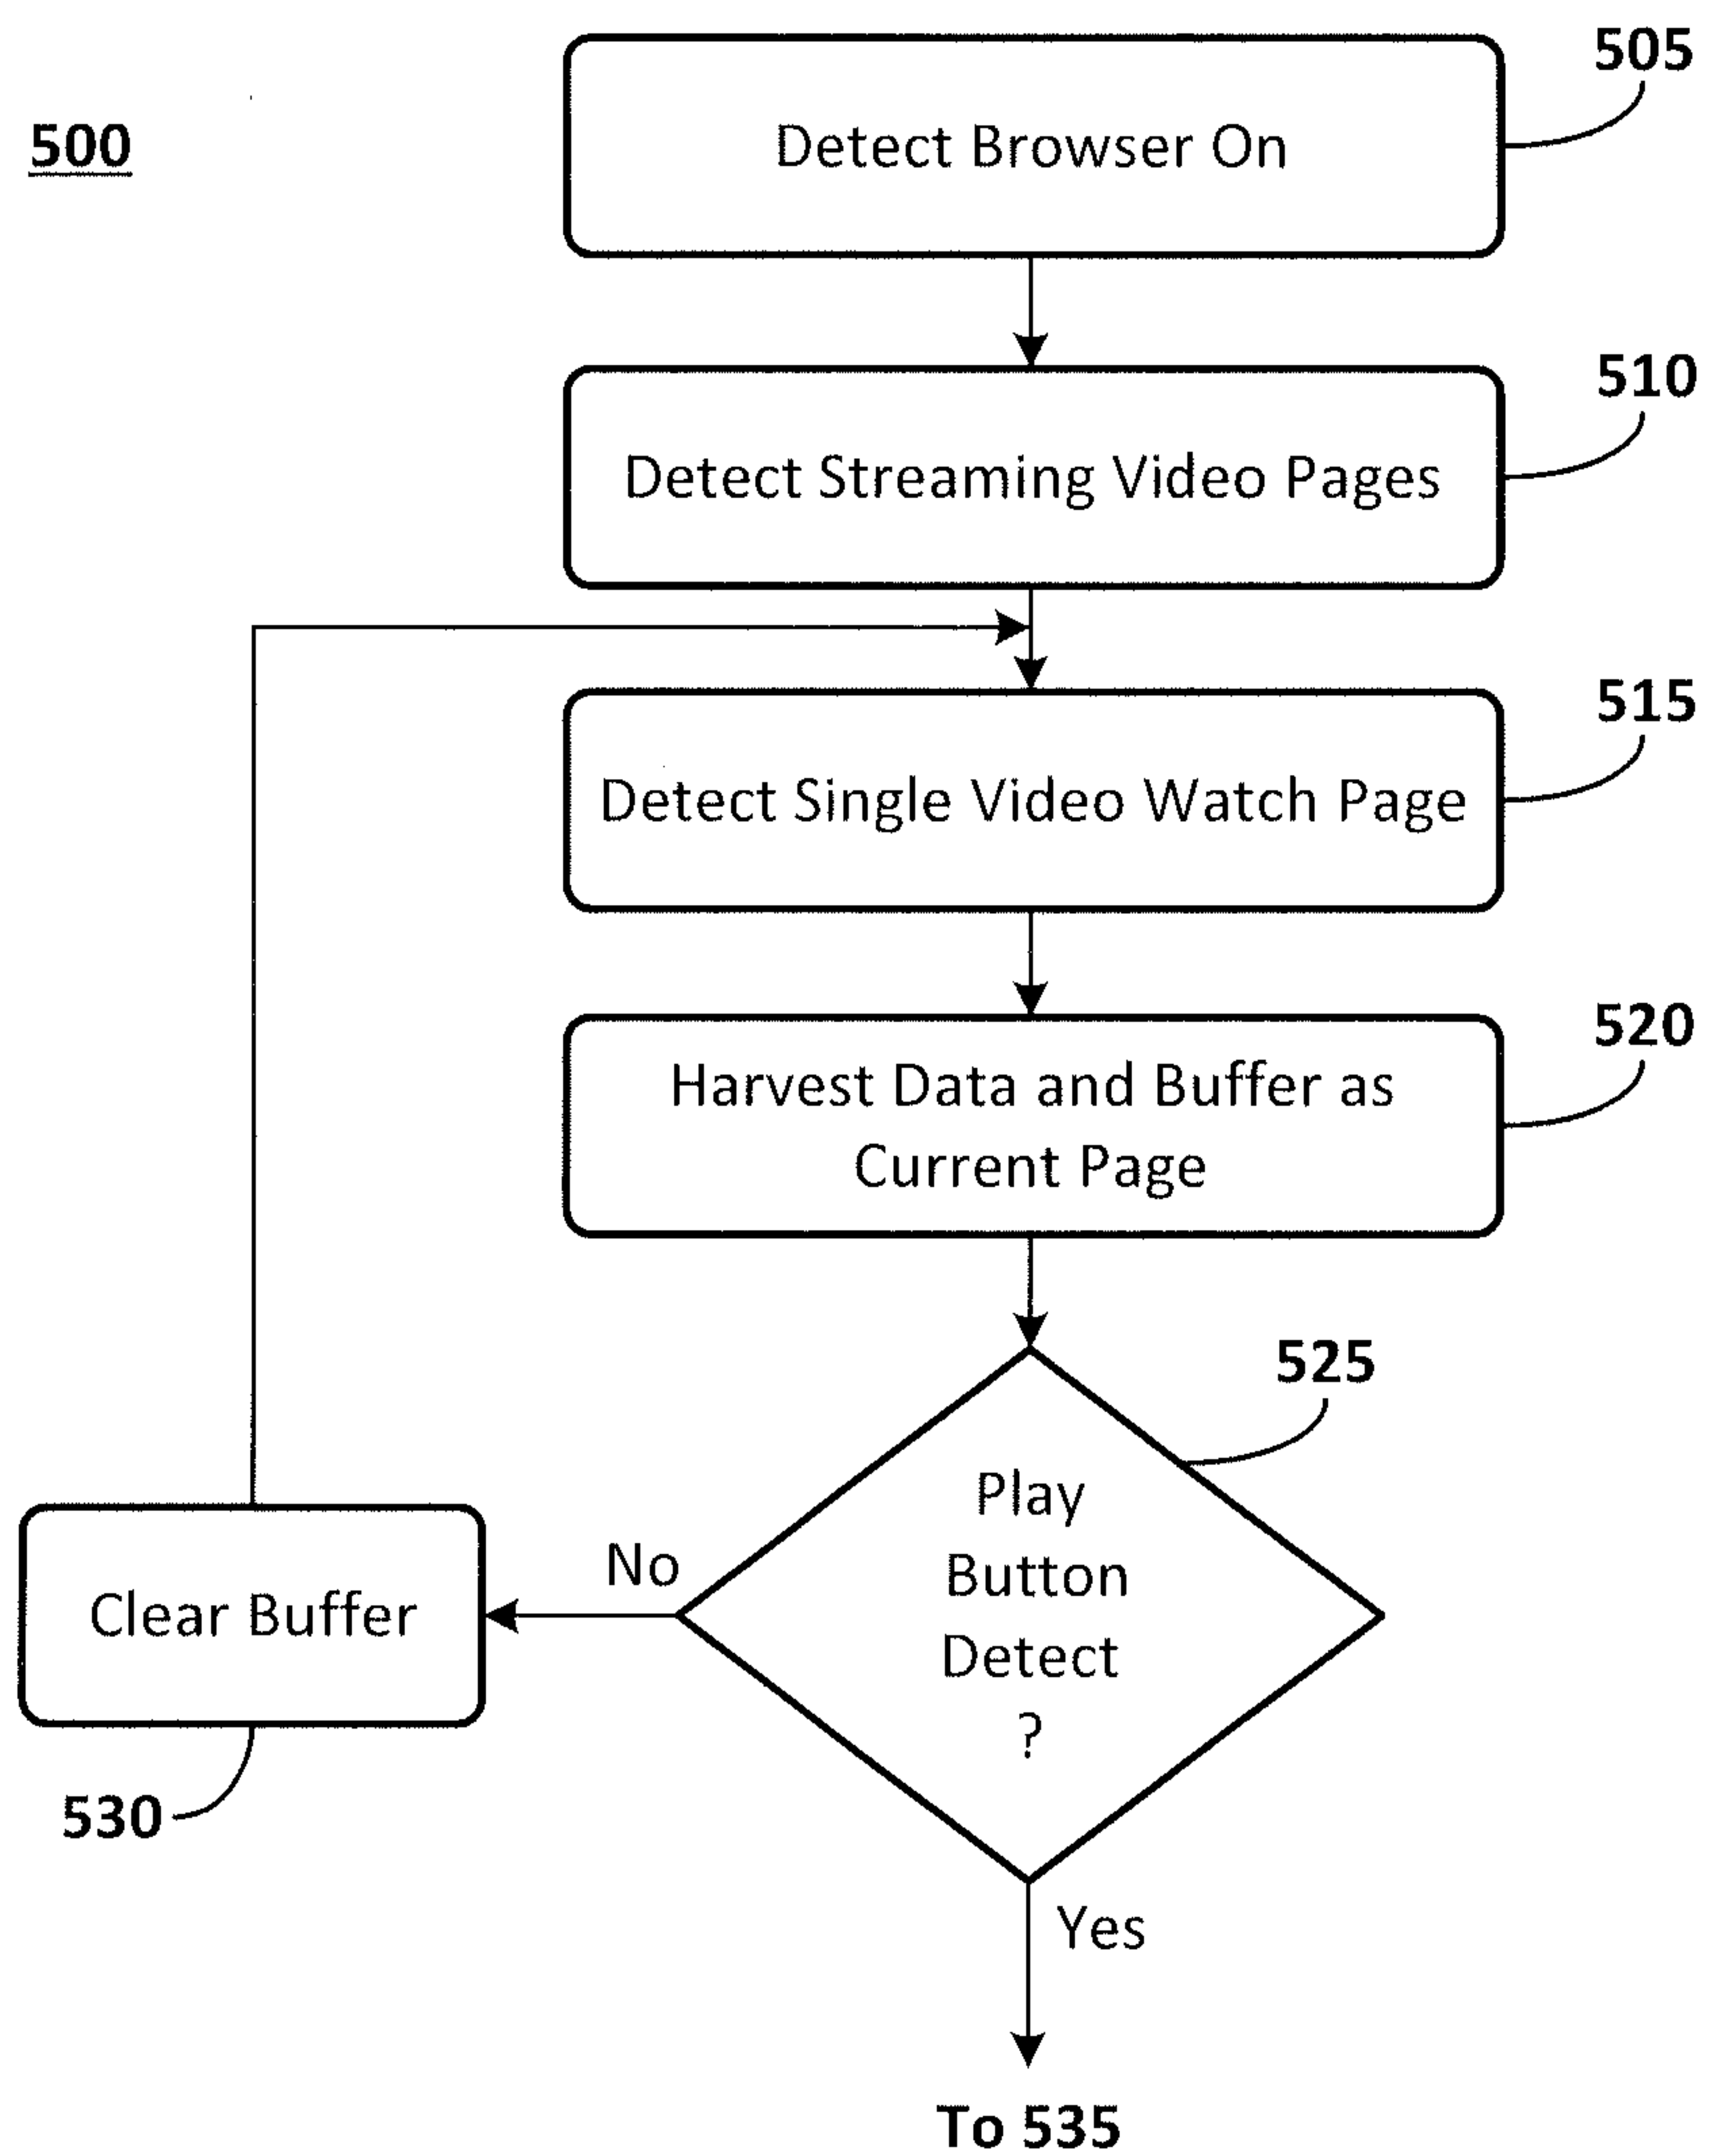 505
500
Detect Browser On
510
Detect Streaming Video Pages
515
Detect Single Video Watch Page
520
Harvest Data and Buffer as
Current Page
525
Play
Button
Detect
?
No
Clear Buffer
530
Yes
To 535